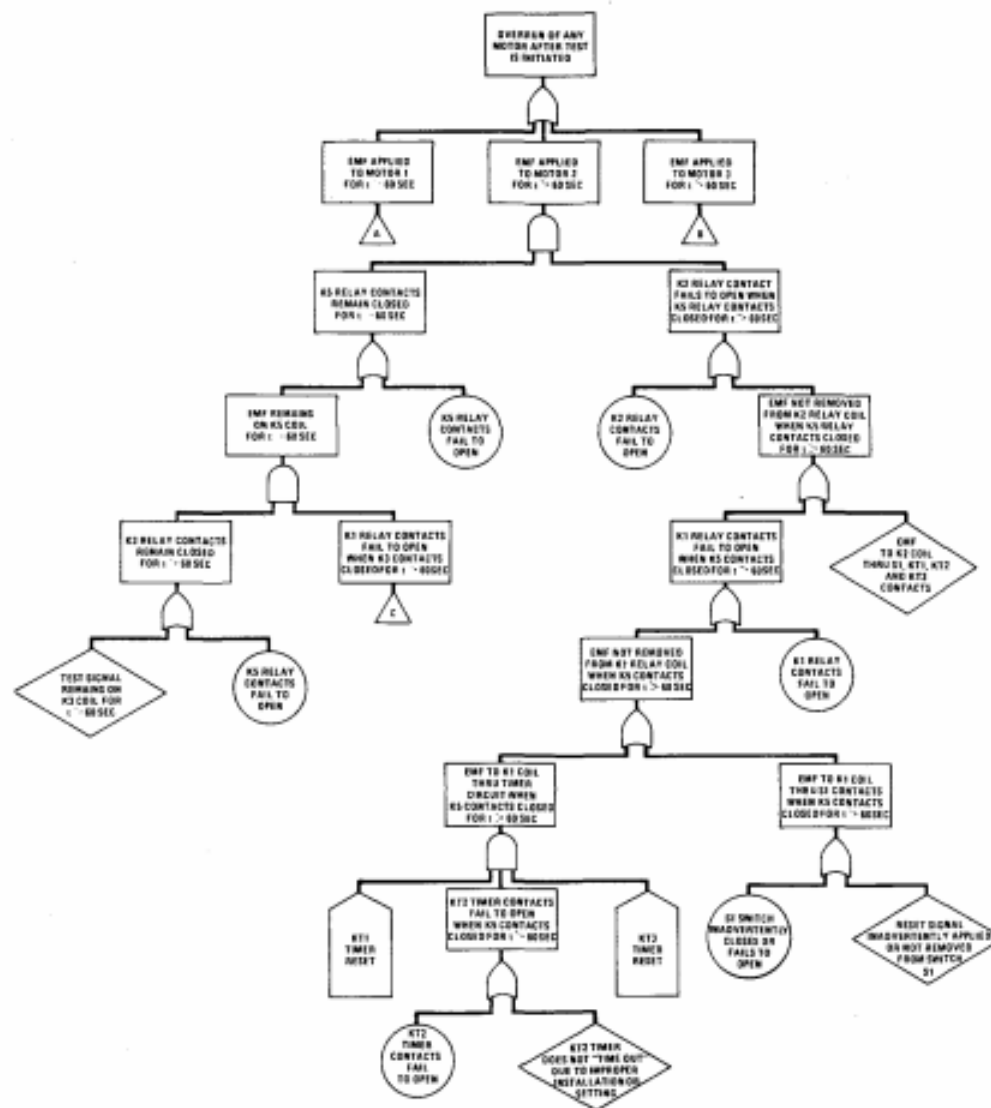 OVERRUN OF ANY
MOTOR AFTER TEST
IS INITIATED
EMF APPLIED
TO MOTOR 1
FOR t > 60 SEC
EMF APPLIED
TO MOTOR 2
FOR t > 60 SEC
EMF APPLIED
TO MOTOR 3
FOR t > 60 SEC
A
B
K5 RELAY CONTACTS
REMAIN CLOSED
FOR t > 60 SEC
K2 RELAY CONTACT
FAILS TO OPEN WHEN
K5 RELAY CONTACTS
CLOSED FOR t > 60 SEC
EMF REMAINS
ON K5 COIL
FOR t > 60 SEC
K5 RELAY
CONTACTS
FAIL TO
OPEN
K2 RELAY
CONTACTS
FAIL TO
OPEN
EMF NOT REMOVED
FROM K2 RELAY COIL
WHEN K5 RELAY
CONTACTS CLOSED
FOR t > 60 SEC
K3 RELAY CONTACTS
REMAIN CLOSED
FOR t > 60 SEC
K1 RELAY CONTACTS
FAIL TO OPEN
WHEN K3 CONTACTS
CLOSED FOR t > 60 SEC
K1 RELAY CONTACTS
FAIL TO OPEN
WHEN K5 CONTACTS
CLOSED FOR t > 60 SEC
EMF
TO K2 COIL
THRU S1, KT1, KT2
AND KT3
CONTACTS
C
TEST SIGNAL
REMAINS ON
K3 COIL FOR
t > 60 SEC
RELAY
CONTACTS
FAIL TO
OPEN
EMF NOT REMOVED
FROM K1 RELAY COIL
WHEN K5 CONTACTS
CLOSED FOR t > 60 SEC
K1 RELAY
CONTACTS
FAIL TO
OPEN
EMF TO K1 COIL
THRU TIMER
CIRCUIT WHEN
K5 CONTACTS CLOSED
FOR t > 60 SEC
EMF TO K1 COIL
THRU S1 CONTACTS
WHEN K5 CONTACTS
CLOSED FOR t > 60 SEC
KT1
TIMER
RESET
KT2 TIMER CONTACTS
FAIL TO OPEN
WHEN K5 CONTACTS
CLOSED FOR t > 60 SEC
KT3
TIMER
RESET
S1 SWITCH
INADVERTENTLY
CLOSES OR
FAILS TO
OPEN
RESET SIGNAL
INADVERTENTLY APPLIED
OR NOT REMOVED
FROM SWITCH
S1
KT2
TIMER
CONTACTS
FAIL
TO OPEN
TIMER
DOES NOT "TIME OUT"
DUE TO IMPROPER
INSTALLATION OR
SETTING